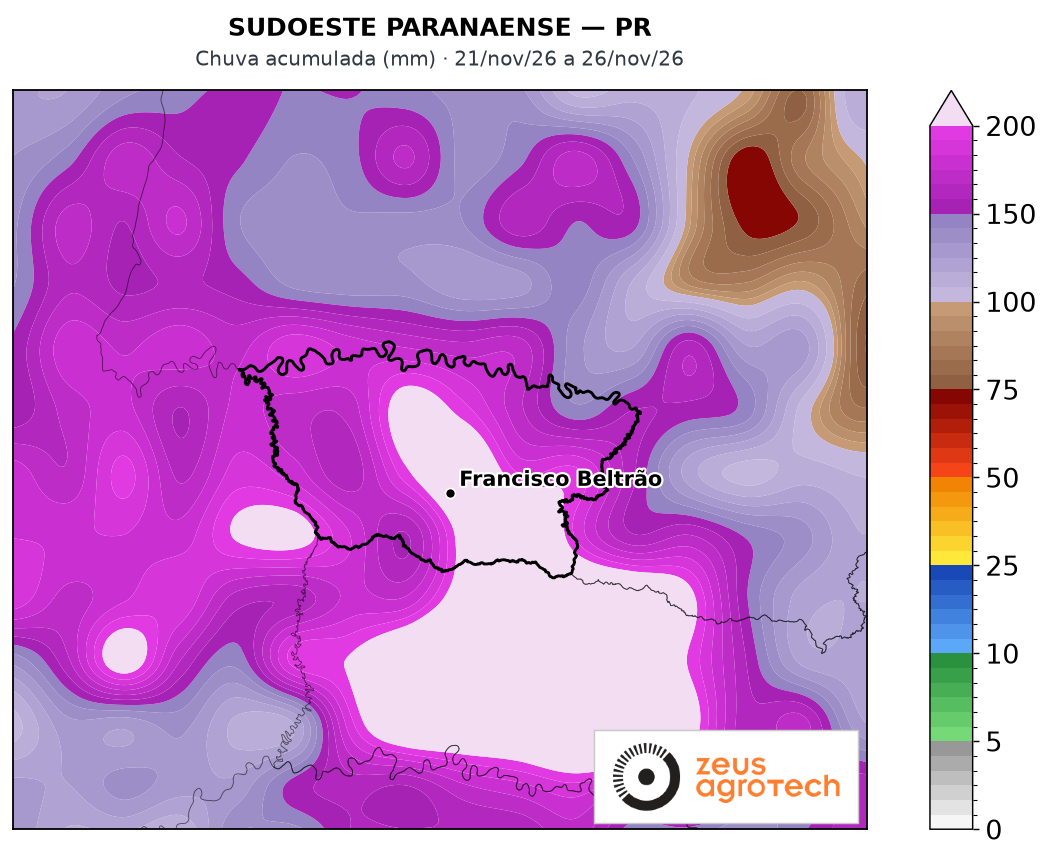 SUDOESTE PARANAENSE — PR
Chuva acumulada (mm) · 21/nov/26 a 26/nov/26
200
150
100
75
50
25
10
5
0
Francisco Beltrão
zeus
agrotech